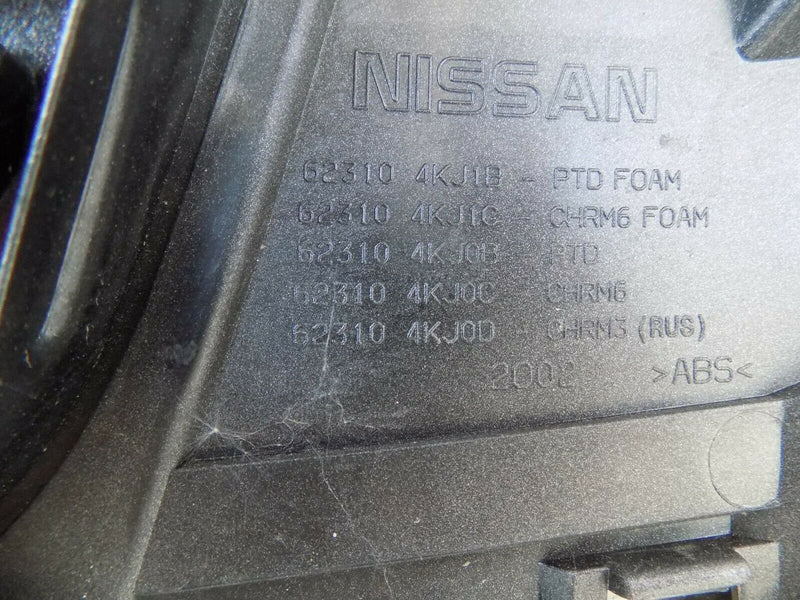 NISSAN
62310 4KJ1B - PTD FOAM
62310 4KJ1C - CHRM6 FOAM
62310 4KJ0B - PTD
62310 4KJ0C - CHRM6
62310 4KJ0D - CHRM3 (RUS)
2002 >ABS<